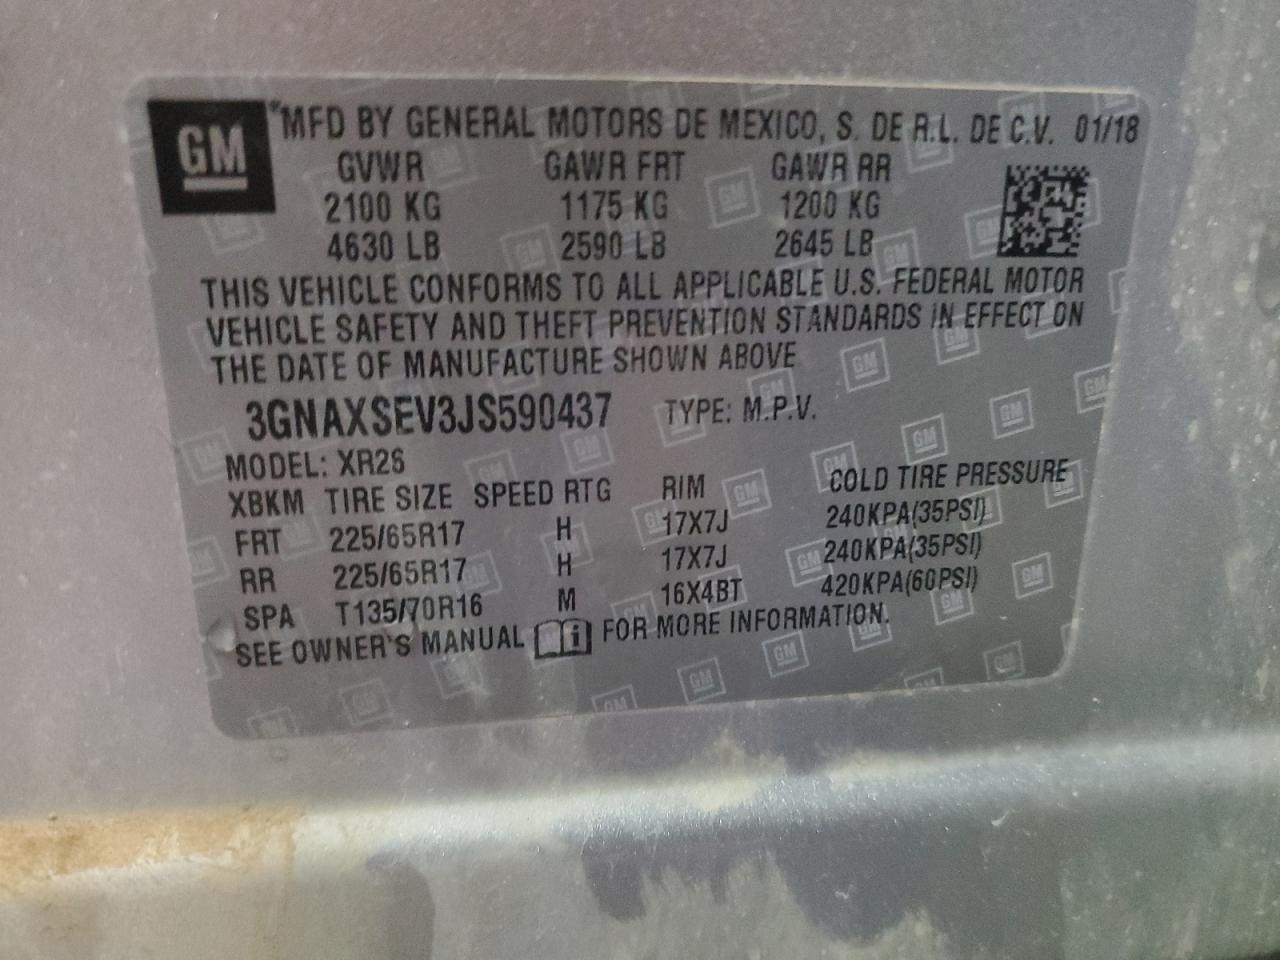 GM
*MFD BY GENERAL MOTORS DE MEXICO, S. DE R.L. DE C.V. 01/18
GVWR GAWR FRT GAWR RR
2100 KG 1175 KG 1200 KG
4630 LB 2590 LB 2645 LB
THIS VEHICLE CONFORMS TO ALL APPLICABLE U.S. FEDERAL MOTOR
VEHICLE SAFETY AND THEFT PREVENTION STANDARDS IN EFFECT ON
THE DATE OF MANUFACTURE SHOWN ABOVE
3GNAXSEV3JS590437 TYPE: M.P.V.
MODEL: XR26
XBKM TIRE SIZE SPEED RTG RIM COLD TIRE PRESSURE
FRT 225/65R17 H 17X7J 240KPA(35PSI)
RR 225/65R17 H 17X7J 240KPA(35PSI)
SPA T135/70R16 M 16X4BT 420KPA(60PSI)
SEE OWNER'S MANUAL FOR MORE INFORMATION.